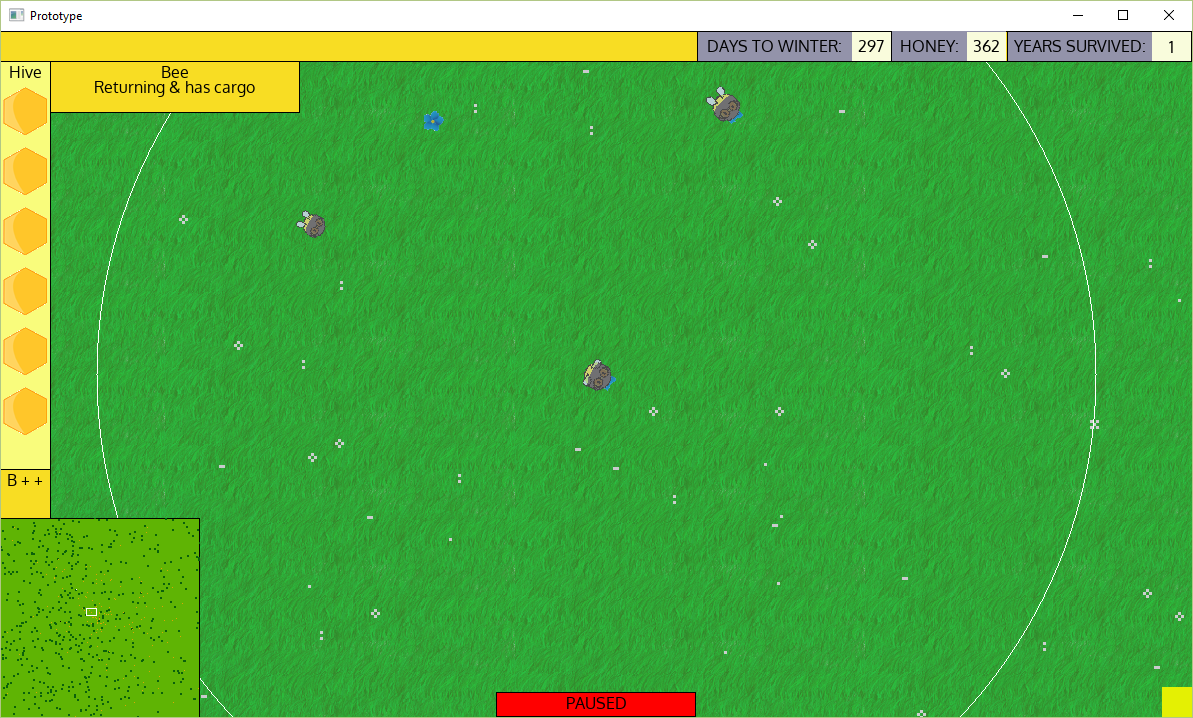 Prototype
DAYS TO WINTER: 297 HONEY: 362 YEARS SURVIVED: 1
Hive
Bee
Returning & has cargo
B + +
PAUSED